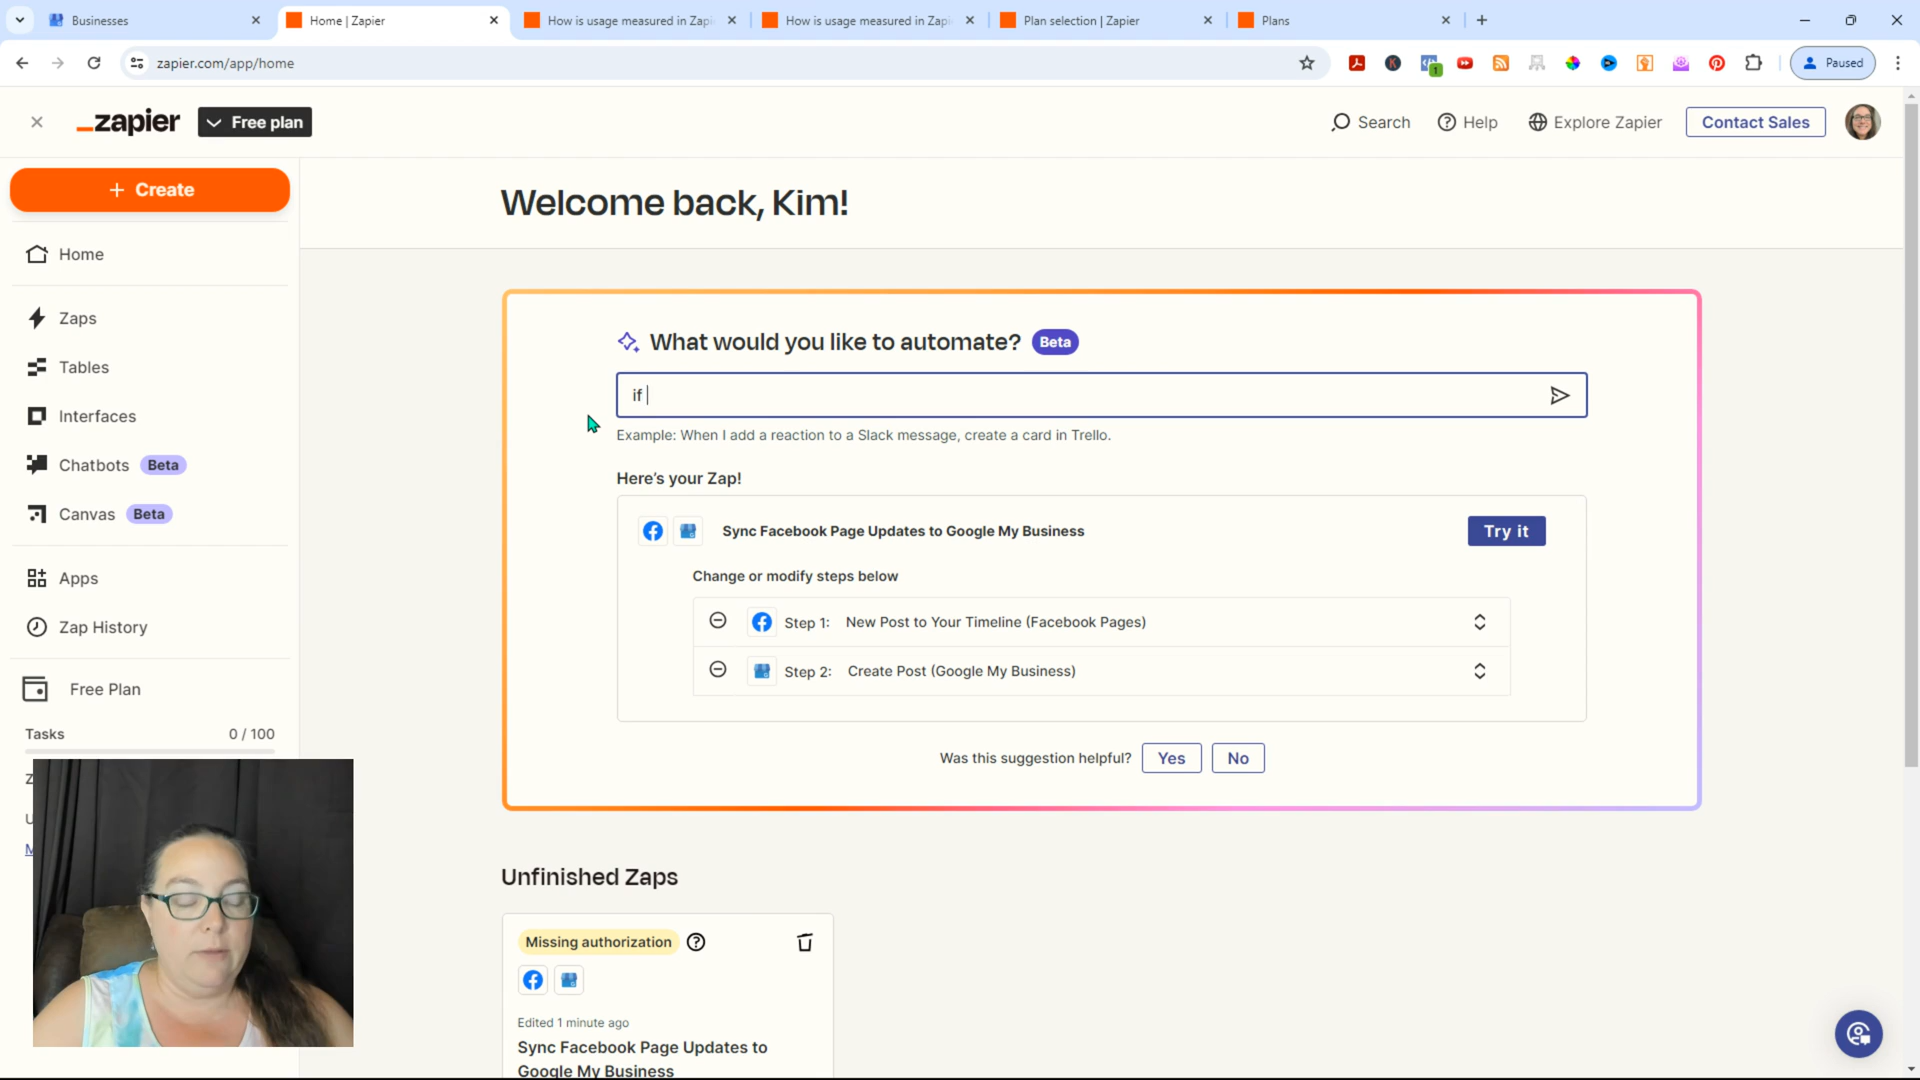 Businesses
Home | Zapier
How is usage measured in Zapi
How is usage measured in Zapi
Plan selection | Zapier
Plans
zapier.com/app/home
1
Paused
zapier
Free plan
Search
Help
Explore Zapier
Contact Sales
+ Create
Home
Zaps
Tables
Interfaces
Chatbots Beta
Canvas Beta
Apps
Zap History
Free Plan
Tasks 0 / 100
Z
U
M
Welcome back, Kim!
What would you like to automate? Beta
if
Example: When I add a reaction to a Slack message, create a card in Trello.
Here's your Zap!
Sync Facebook Page Updates to Google My Business
Try it
Change or modify steps below
Step 1: New Post to Your Timeline (Facebook Pages)
Step 2: Create Post (Google My Business)
Was this suggestion helpful? Yes No
Unfinished Zaps
Missing authorization
Edited 1 minute ago
Sync Facebook Page Updates to
Google My Business